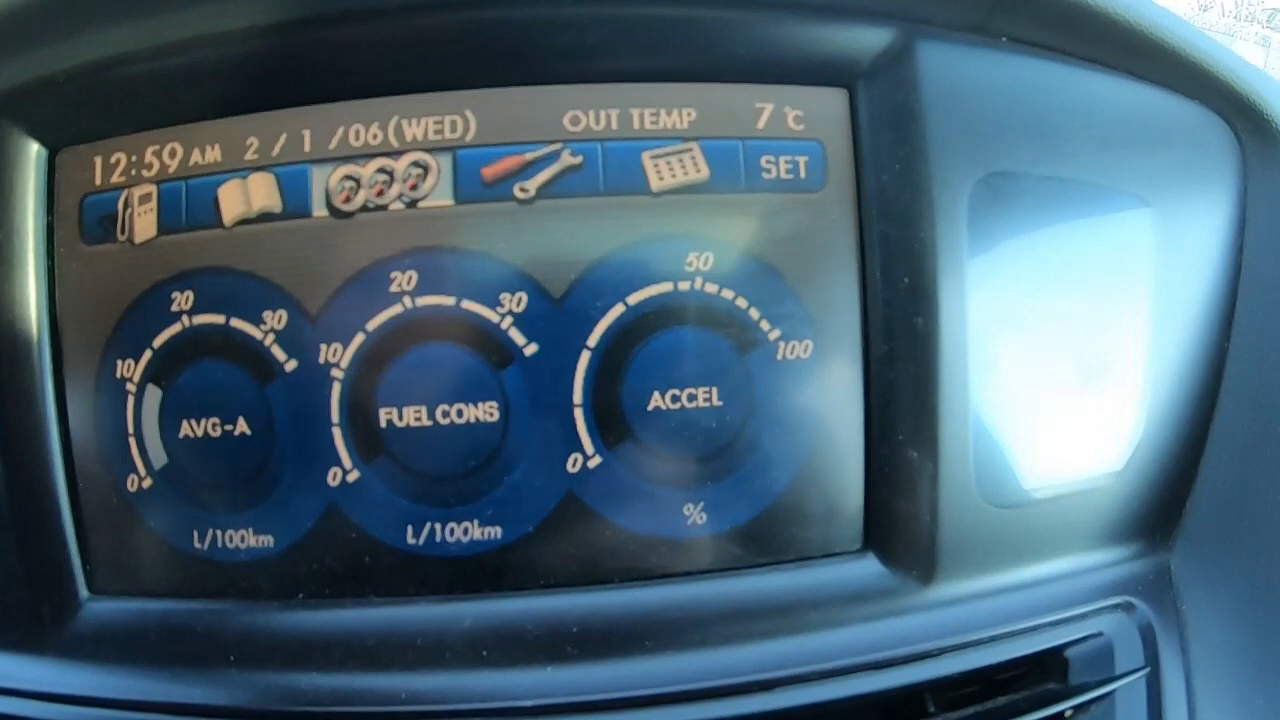 12:59 AM 2 / 1 /06(WED) OUT TEMP 7 ℃
SET
0 10 20 30
AVG-A
L/100km
0 10 20 30
FUEL CONS
L/100km
0 50 100
ACCEL
%